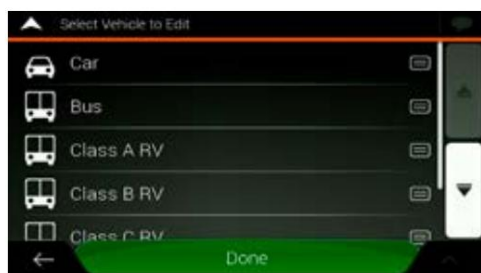 Select Vehicle to Edit
Car
Bus
Class A RV
Class B RV
Class C RV
Done